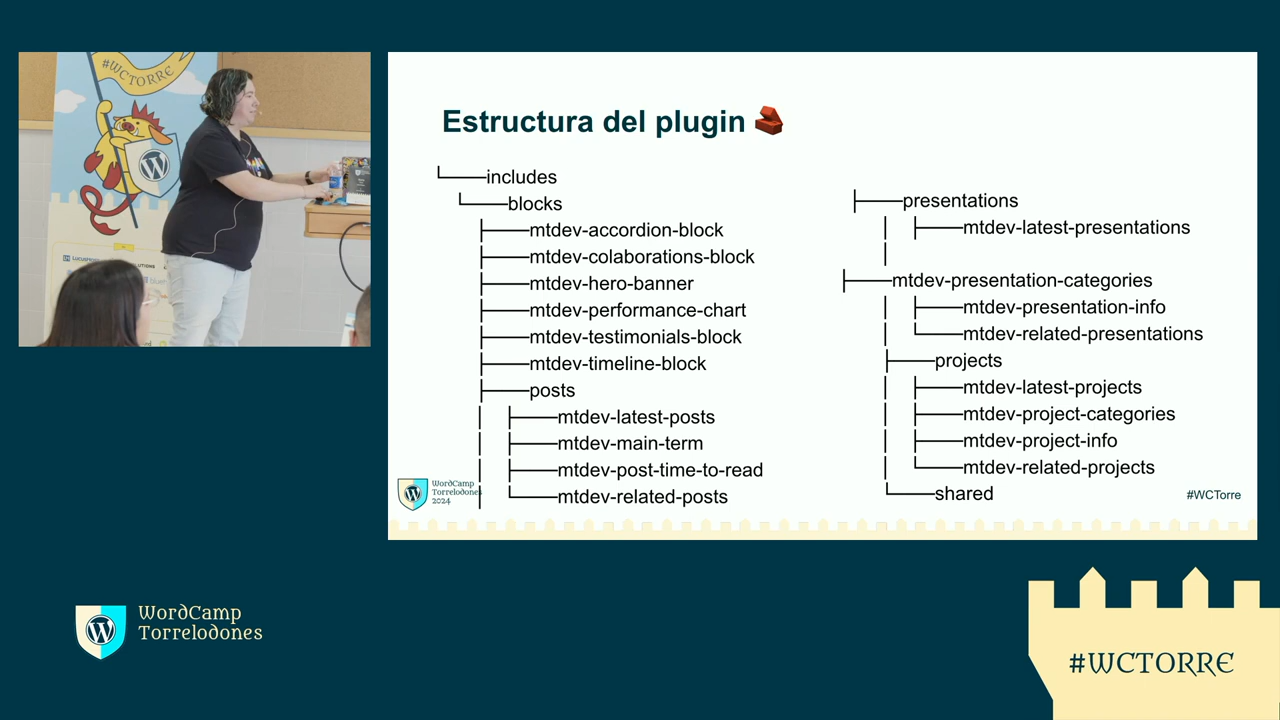 #WCTORRE
Estructura del plugin
includes
blocks
mtdev-accordion-block
mtdev-colaborations-block
mtdev-hero-banner
mtdev-performance-chart
mtdev-testimonials-block
mtdev-timeline-block
posts
mtdev-latest-posts
mtdev-main-term
mtdev-post-time-to-read
mtdev-related-posts
presentations
mtdev-latest-presentations
mtdev-presentation-categories
mtdev-presentation-info
mtdev-related-presentations
projects
mtdev-latest-projects
mtdev-project-categories
mtdev-project-info
mtdev-related-projects
shared
WordCamp
Torrelodones
2024
#WCTorre
WordCamp
Torrelodones
#WCTORRE